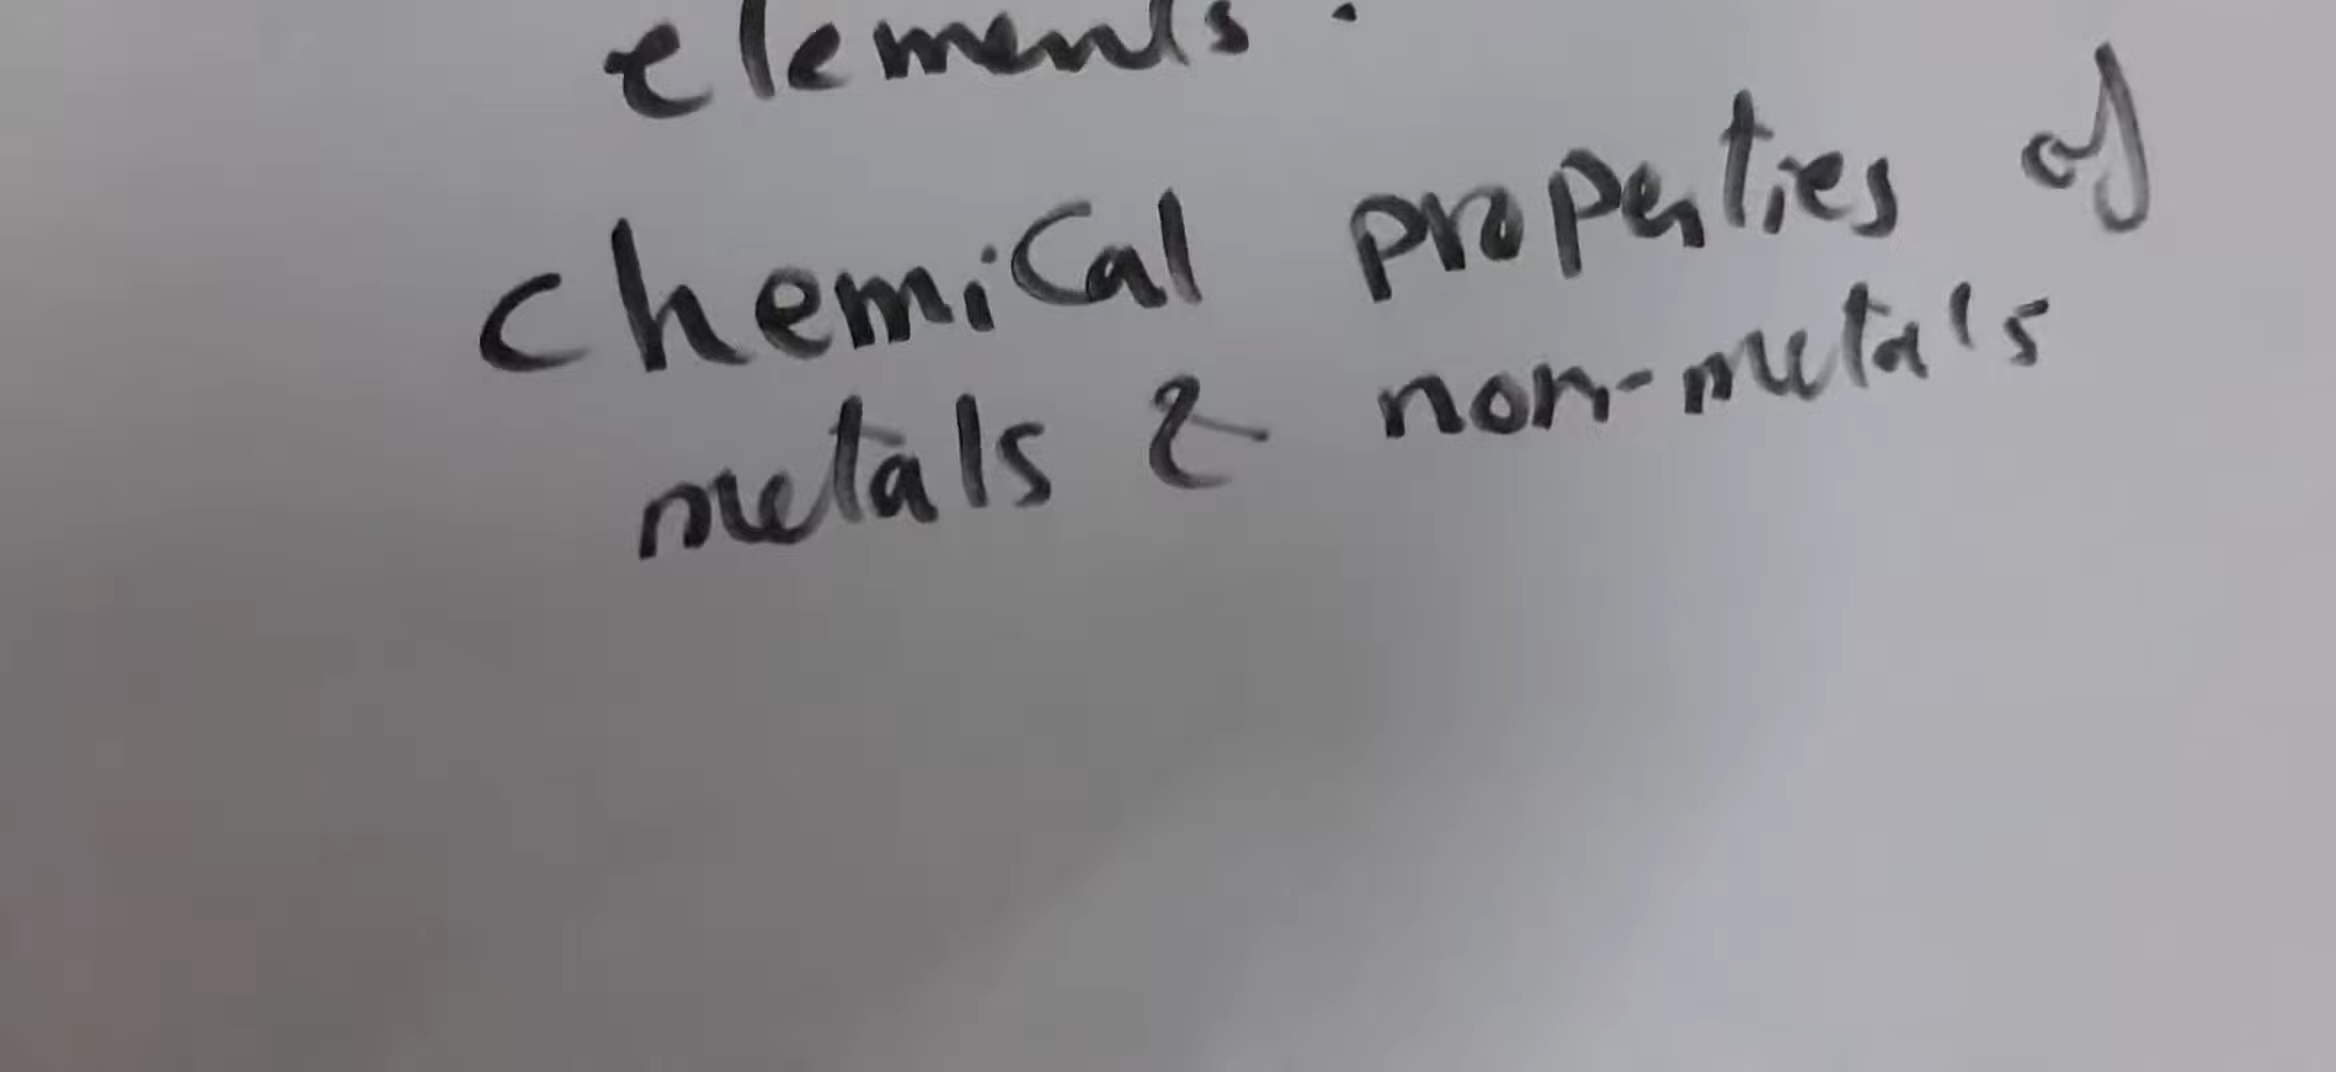 elements.
chemical properties of
metals & non-metals